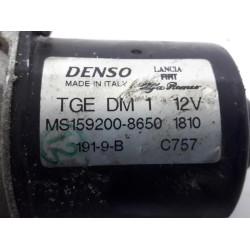 DENSO LANCIA
MADE IN ITALY FIAT
Alfa Romeo
TGE DM 1 12V
MS159200-8650 1810
191-9-B C757